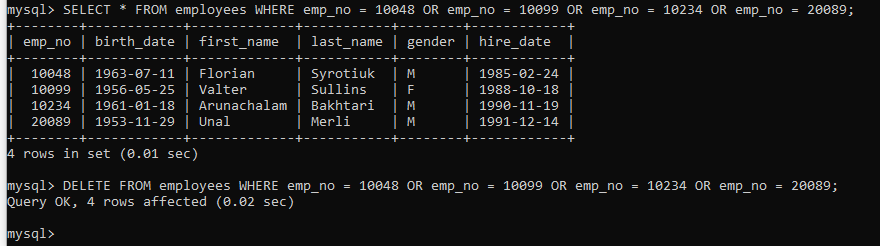 mysql> SELECT * FROM employees WHERE emp_no = 10048 OR emp_no = 10099 OR emp_no = 10234 OR emp_no = 20089;
+--------+------------+-------------+-----------+--------+------------+
| emp_no | birth_date | first_name  | last_name | gender | hire_date  |
+--------+------------+-------------+-----------+--------+------------+
|  10048 | 1963-07-11 | Florian     | Syrotiuk  | M      | 1985-02-24 |
|  10099 | 1956-05-25 | Valter      | Sullins   | F      | 1988-10-18 |
|  10234 | 1961-01-18 | Arunachalam | Bakhtari  | M      | 1990-11-19 |
|  20089 | 1953-11-29 | Unal        | Merli     | M      | 1991-12-14 |
+--------+------------+-------------+-----------+--------+------------+
4 rows in set (0.01 sec)
mysql> DELETE FROM employees WHERE emp_no = 10048 OR emp_no = 10099 OR emp_no = 10234 OR emp_no = 20089;
Query OK, 4 rows affected (0.02 sec)
mysql>